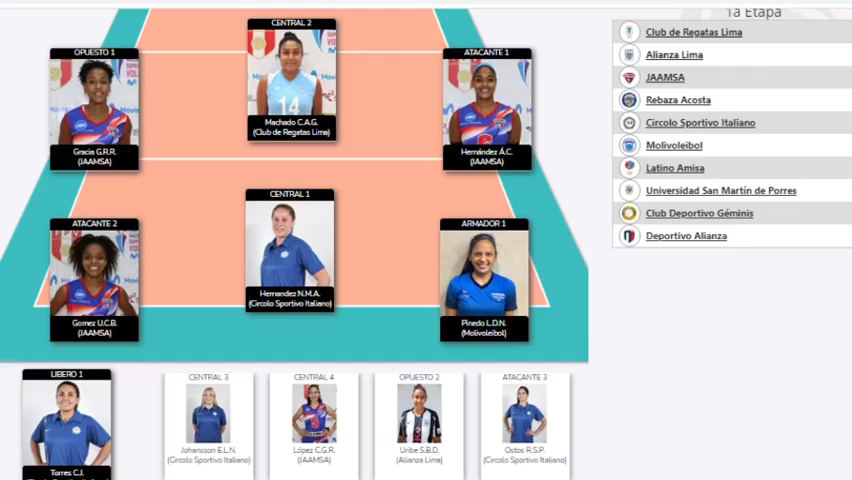 1a Etapa
CENTRAL 2
OPUESTO 1
ATACANTE 1
14
Machado C.A.G.
(Club de Regatas Lima)
Gracia G.R.R.
(JAAMSA)
Hernández Á.C.
(JAAMSA)
CENTRAL 1
ATACANTE 2
ARMADOR 1
Hernandez N.M.A.
(Circolo Sportivo Italiano)
Gomez U.C.B.
(JAAMSA)
Pinedo L.D.N.
(Molivoleibol)
LIBERO 1
CENTRAL 3
CENTRAL 4
OPUESTO 2
ATACANTE 3
Johansson E.L.N.
(Circolo Sportivo Italiano)
López C.G.R.
(JAAMSA)
Uribe S.B.D.
(Alianza Lima)
Ostos R.S.P.
(Circolo Sportivo Italiano)
Torres C.J.
Club de Regatas Lima
Alianza Lima
JAAMSA
Rebaza Acosta
Circolo Sportivo Italiano
Molivoleibol
Latino Amisa
Universidad San Martín de Porres
Club Deportivo Géminis
Deportivo Alianza